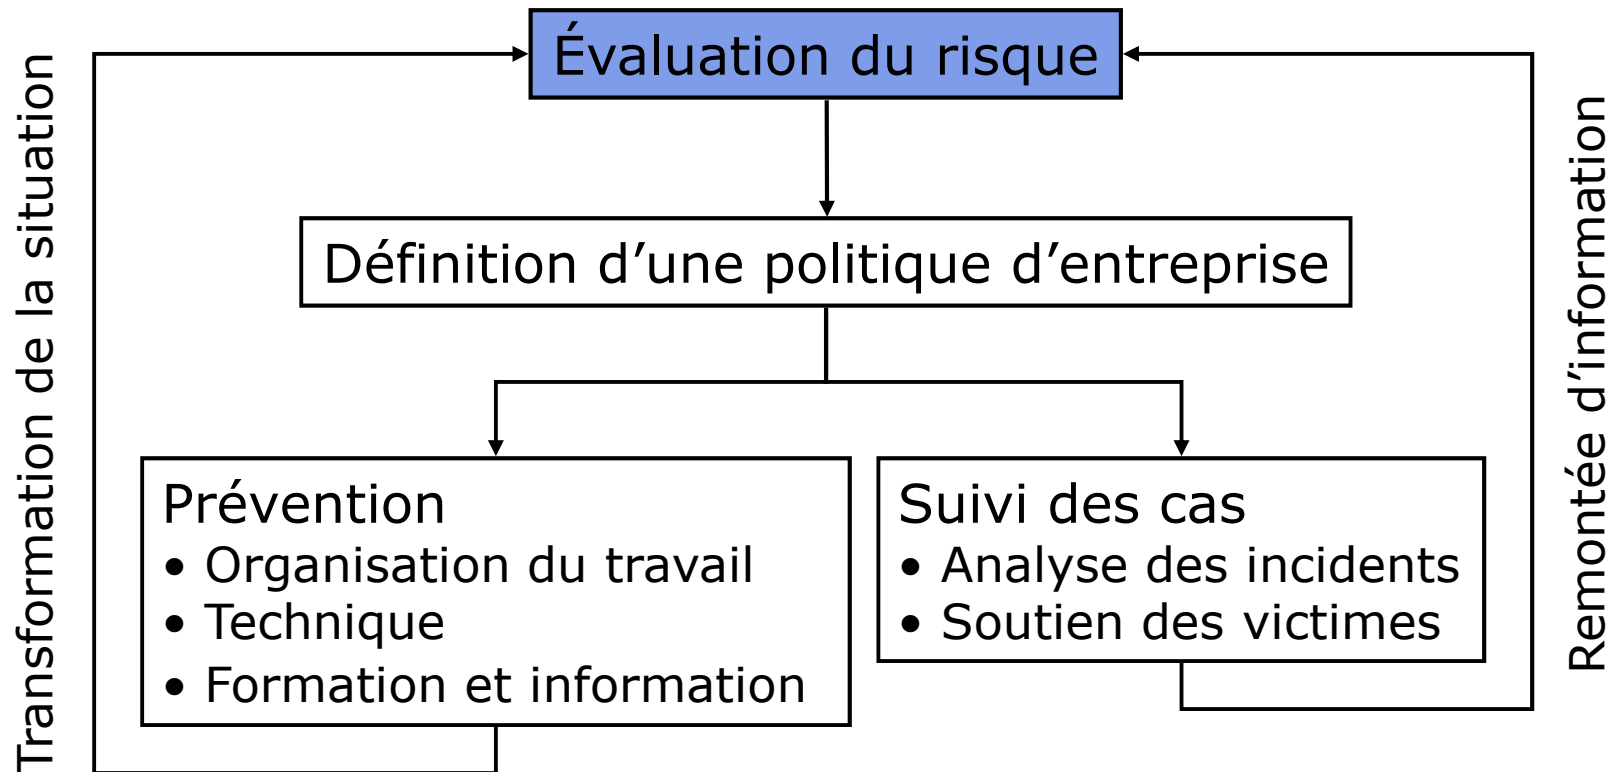 Évaluation du risque
Transformation de la situation
Remontée d’information
Définition d’une politique d’entreprise
Prévention
• Organisation du travail
• Technique
• Formation et information
Suivi des cas
• Analyse des incidents
• Soutien des victimes